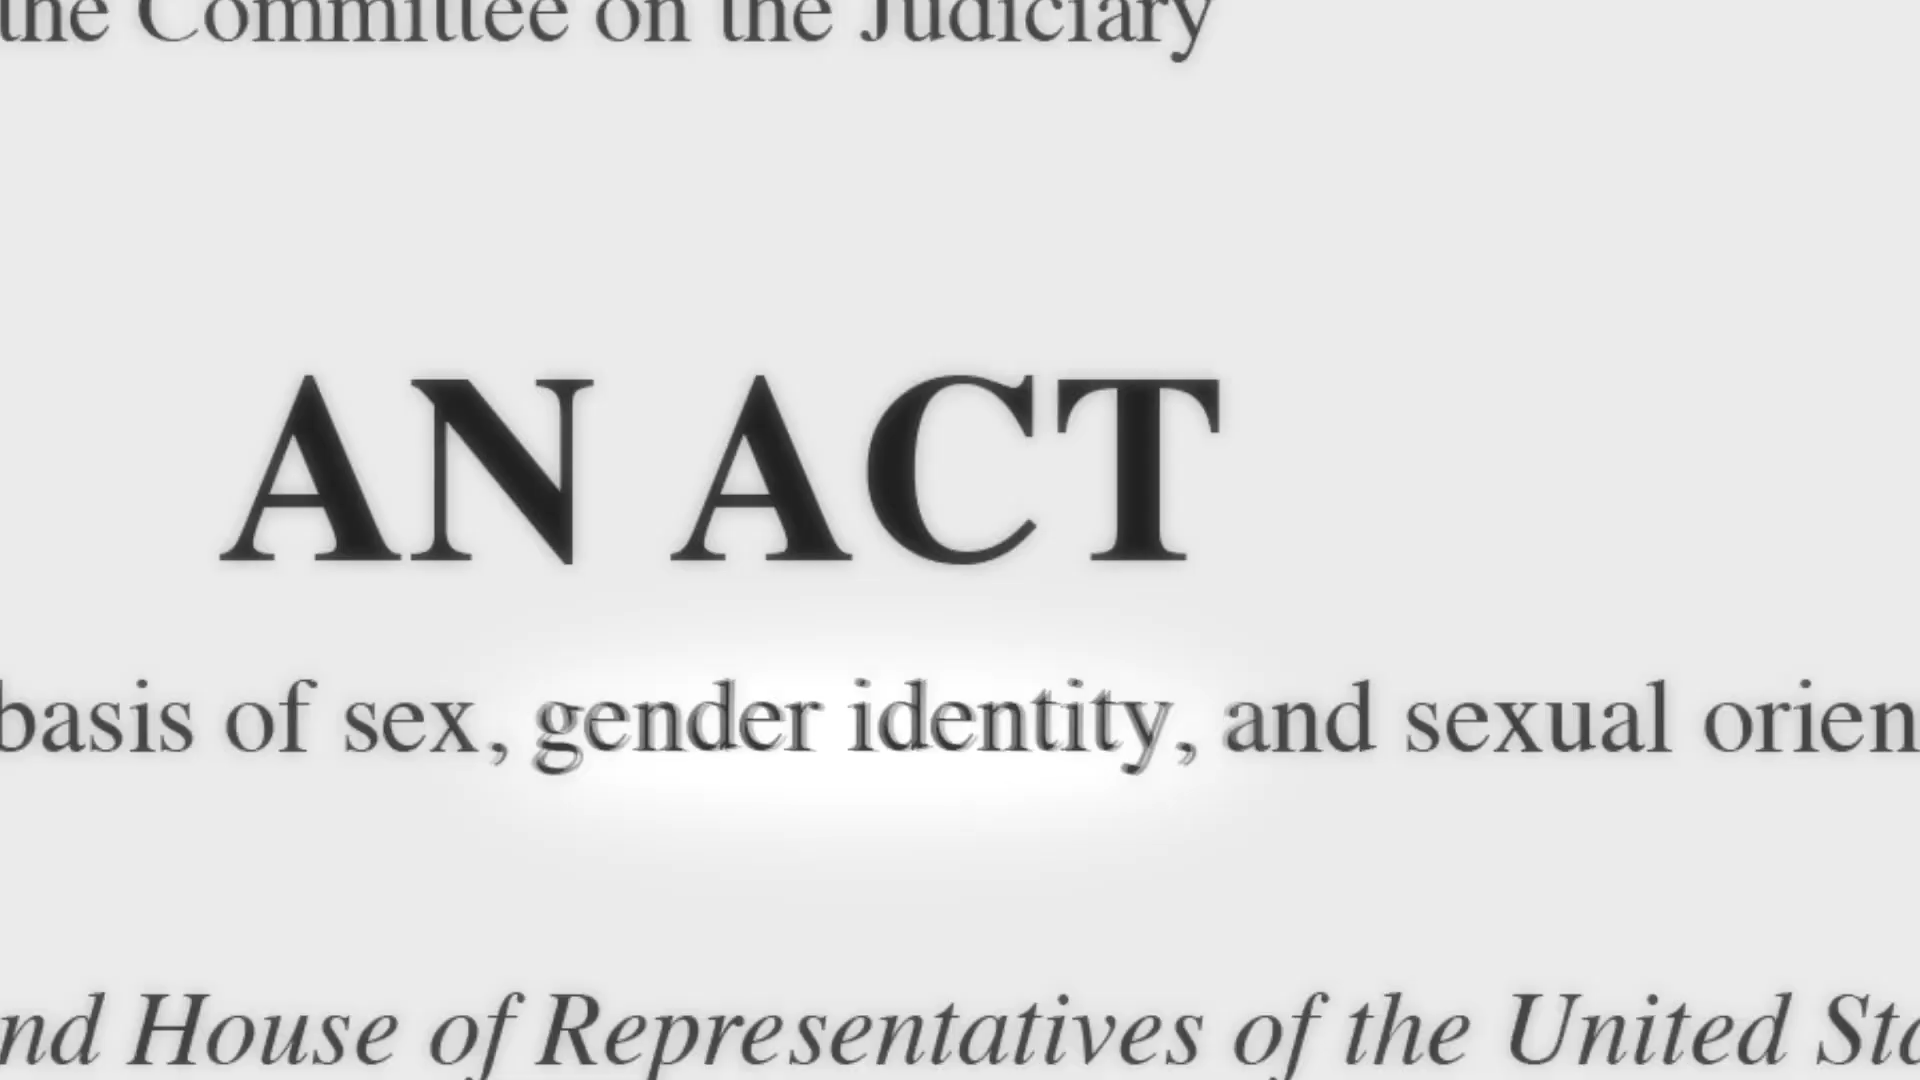 the Committee on the Judiciary
AN ACT
basis of sex, gender identity, and sexual orien
nd House of Representatives of the United Sta